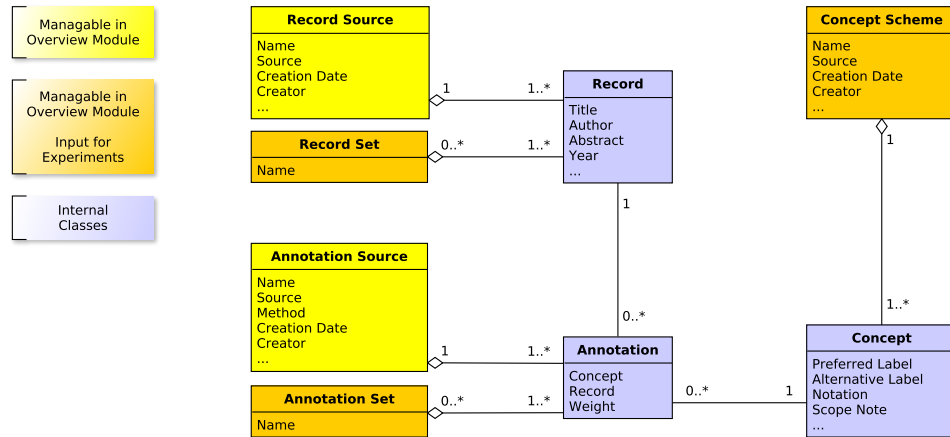 Managable in
Overview Module
Managable in
Overview Module
Input for
Experiments
Internal
Classes
Record Source
Name
Source
Creation Date
Creator
...
1
1..*
Record Set
Name
0..*
1..*
Record
Title
Author
Abstract
Year
...
1
0..*
Concept Scheme
Name
Source
Creation Date
Creator
...
1
1..*
Annotation Source
Name
Source
Method
Creation Date
Creator
...
1
1..*
Annotation Set
Name
0..*
1..*
Annotation
Concept
Record
Weight
0..*
1
Concept
Preferred Label
Alternative Label
Notation
Scope Note
...